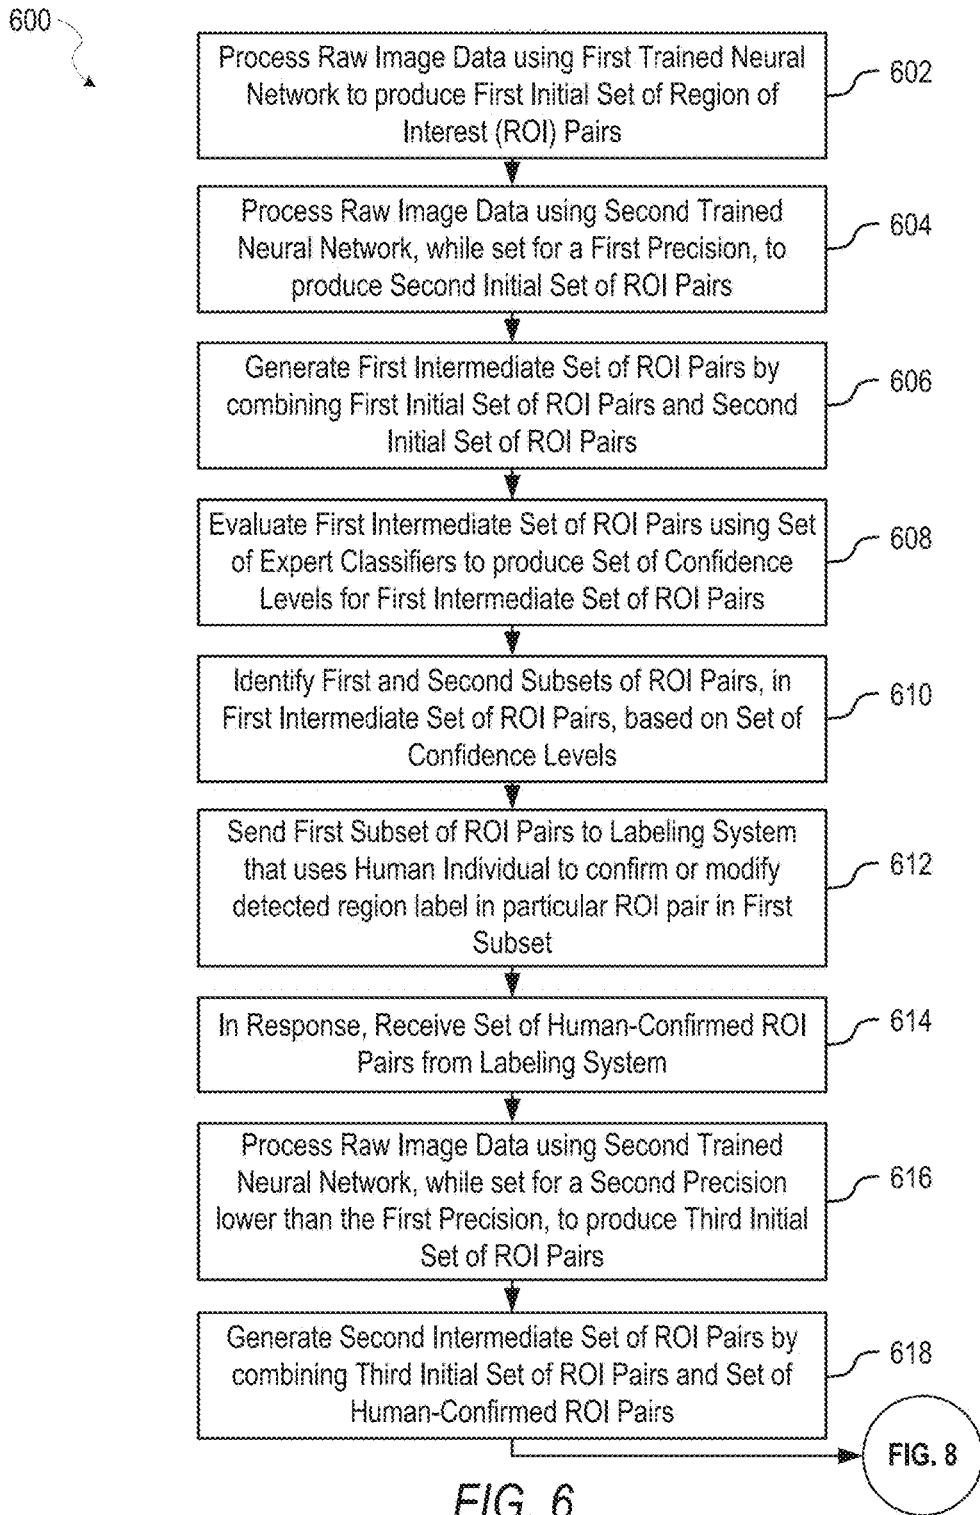 600
Process Raw Image Data using First Trained Neural
Network to produce First Initial Set of Region of
Interest (ROI) Pairs
602
Process Raw Image Data using Second Trained
Neural Network, while set for a First Precision, to
produce Second Initial Set of ROI Pairs
604
Generate First Intermediate Set of ROI Pairs by
combining First Initial Set of ROI Pairs and Second
Initial Set of ROI Pairs
606
Evaluate First Intermediate Set of ROI Pairs using Set
of Expert Classifiers to produce Set of Confidence
Levels for First Intermediate Set of ROI Pairs
608
Identify First and Second Subsets of ROI Pairs, in
First Intermediate Set of ROI Pairs, based on Set of
Confidence Levels
610
Send First Subset of ROI Pairs to Labeling System
that uses Human Individual to confirm or modify
detected region label in particular ROI pair in First
Subset
612
In Response, Receive Set of Human-Confirmed ROI
Pairs from Labeling System
614
Process Raw Image Data using Second Trained
Neural Network, while set for a Second Precision
lower than the First Precision, to produce Third Initial
Set of ROI Pairs
616
Generate Second Intermediate Set of ROI Pairs by
combining Third Initial Set of ROI Pairs and Set of
Human-Confirmed ROI Pairs
618
FIG. 8
FIG. 6